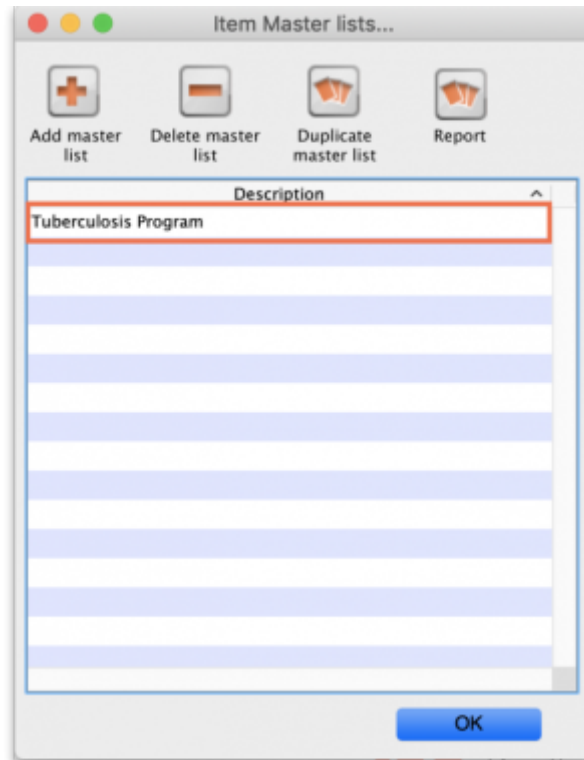 Item Master lists...
Add master list
Delete master list
Duplicate master list
Report
Description
Tuberculosis Program
OK